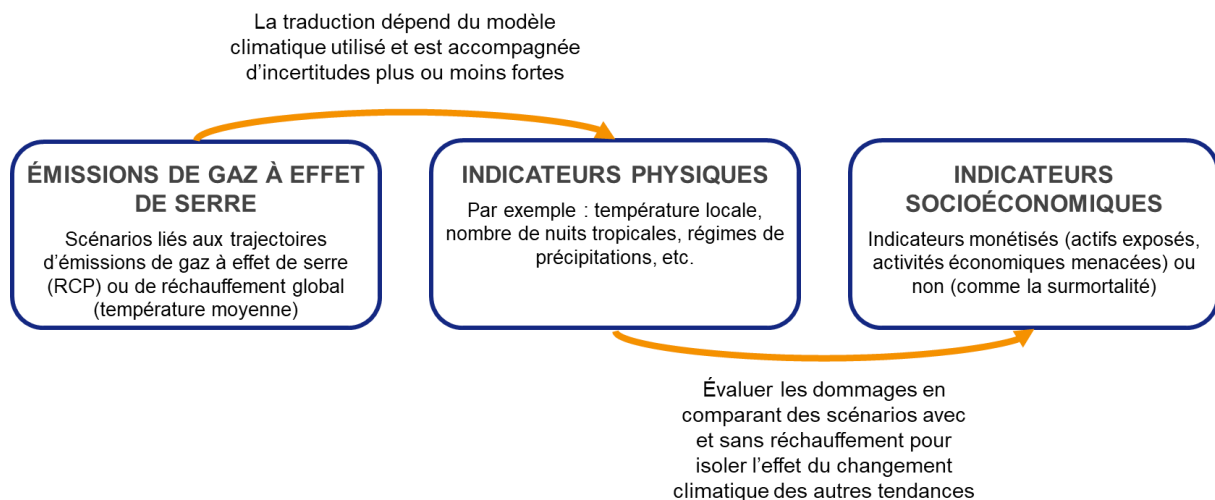 La traduction dépend du modèle
climatique utilisé et est accompagnée
d'incertitudes plus ou moins fortes
ÉMISSIONS DE GAZ À EFFET
DE SERRE
Scénarios liés aux trajectoires
d'émissions de gaz à effet de serre
(RCP) ou de réchauffement global
(température moyenne)
INDICATEURS PHYSIQUES
Par exemple : température locale,
nombre de nuits tropicales, régimes de
précipitations, etc.
INDICATEURS
SOCIOÉCONOMIQUES
Indicateurs monétisés (actifs exposés,
activités économiques menacées) ou
non (comme la surmortalité)
Évaluer les dommages en
comparant des scénarios avec
et sans réchauffement pour
isoler l'effet du changement
climatique des autres tendances